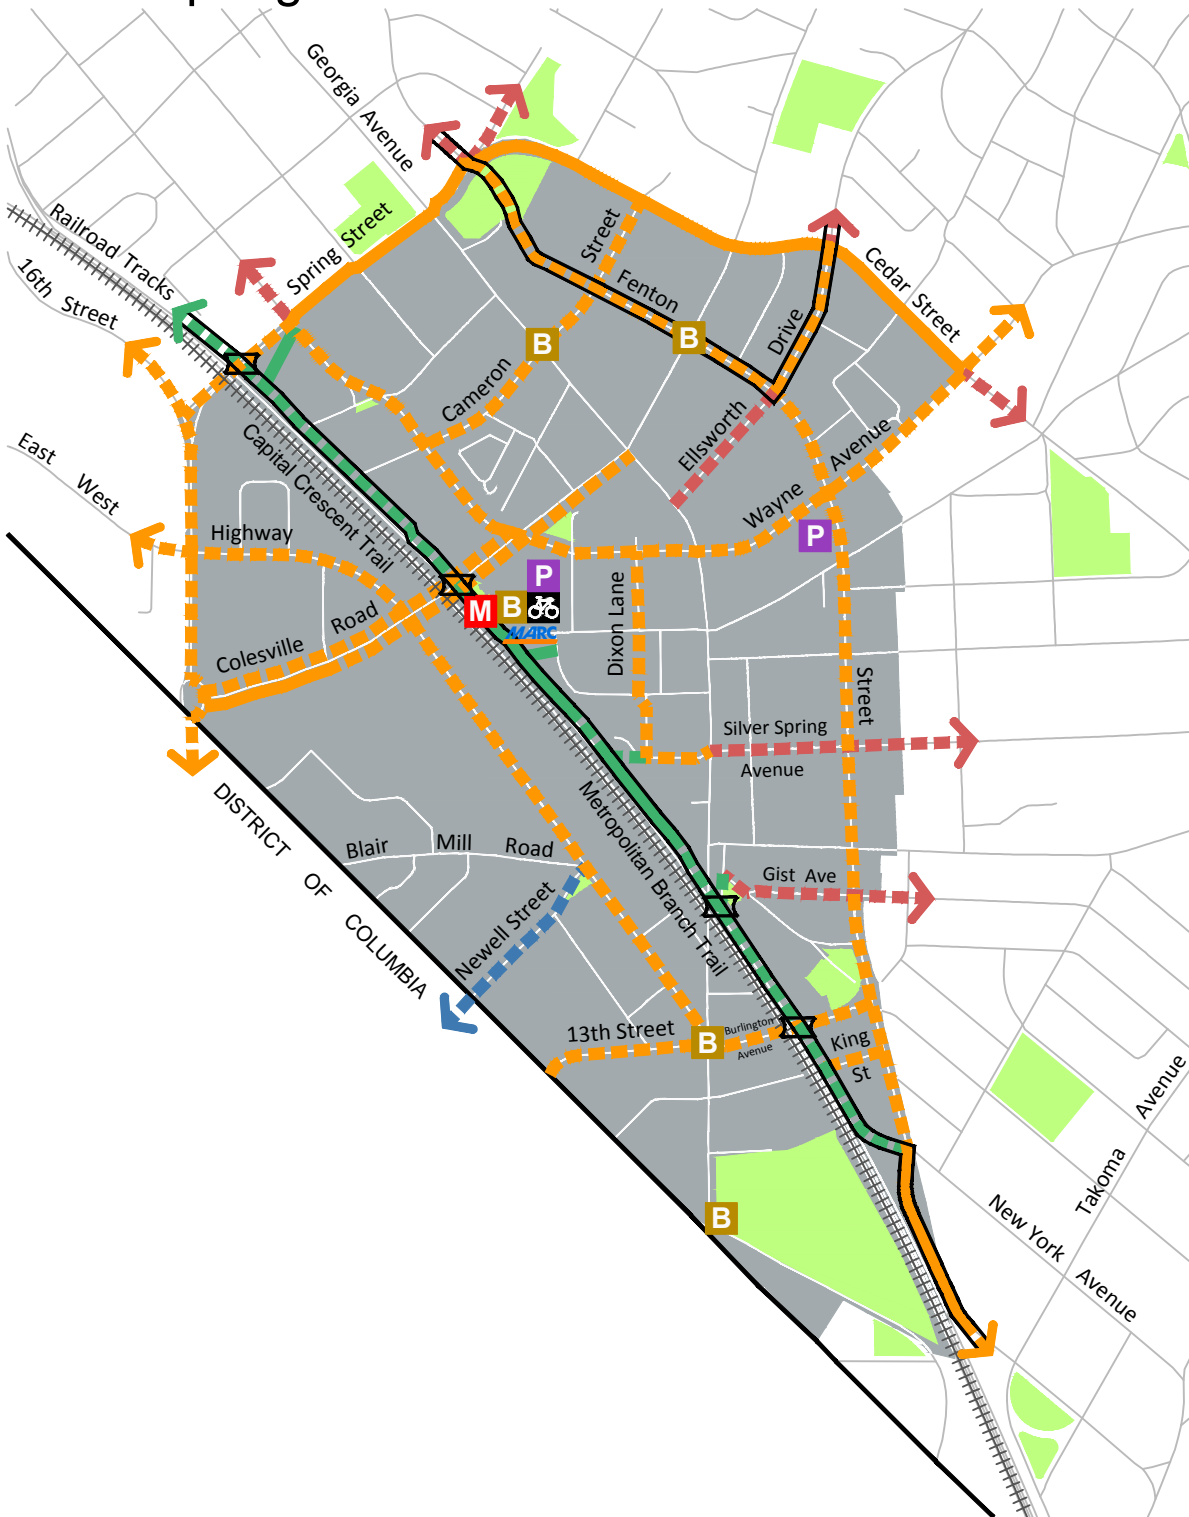 Georgia Avenue
Railroad Tracks
16th Street
Spring Street
Street
Fenton
Cedar Street
Drive
B
B
Cameron
Ellsworth
Avenue
Wayne
East West
Highway
Capital Crescent Trail
P
P
M
B
MARC
Dixon Lane
Colesville Road
Street
Silver Spring
Avenue
DISTRICT OF COLUMBIA
Metropolitan Branch Trail
Blair Mill Road
Gist Ave
Newell Street
13th Street
B
Burlington
Avenue
King
St
Takoma Avenue
New York Avenue
B